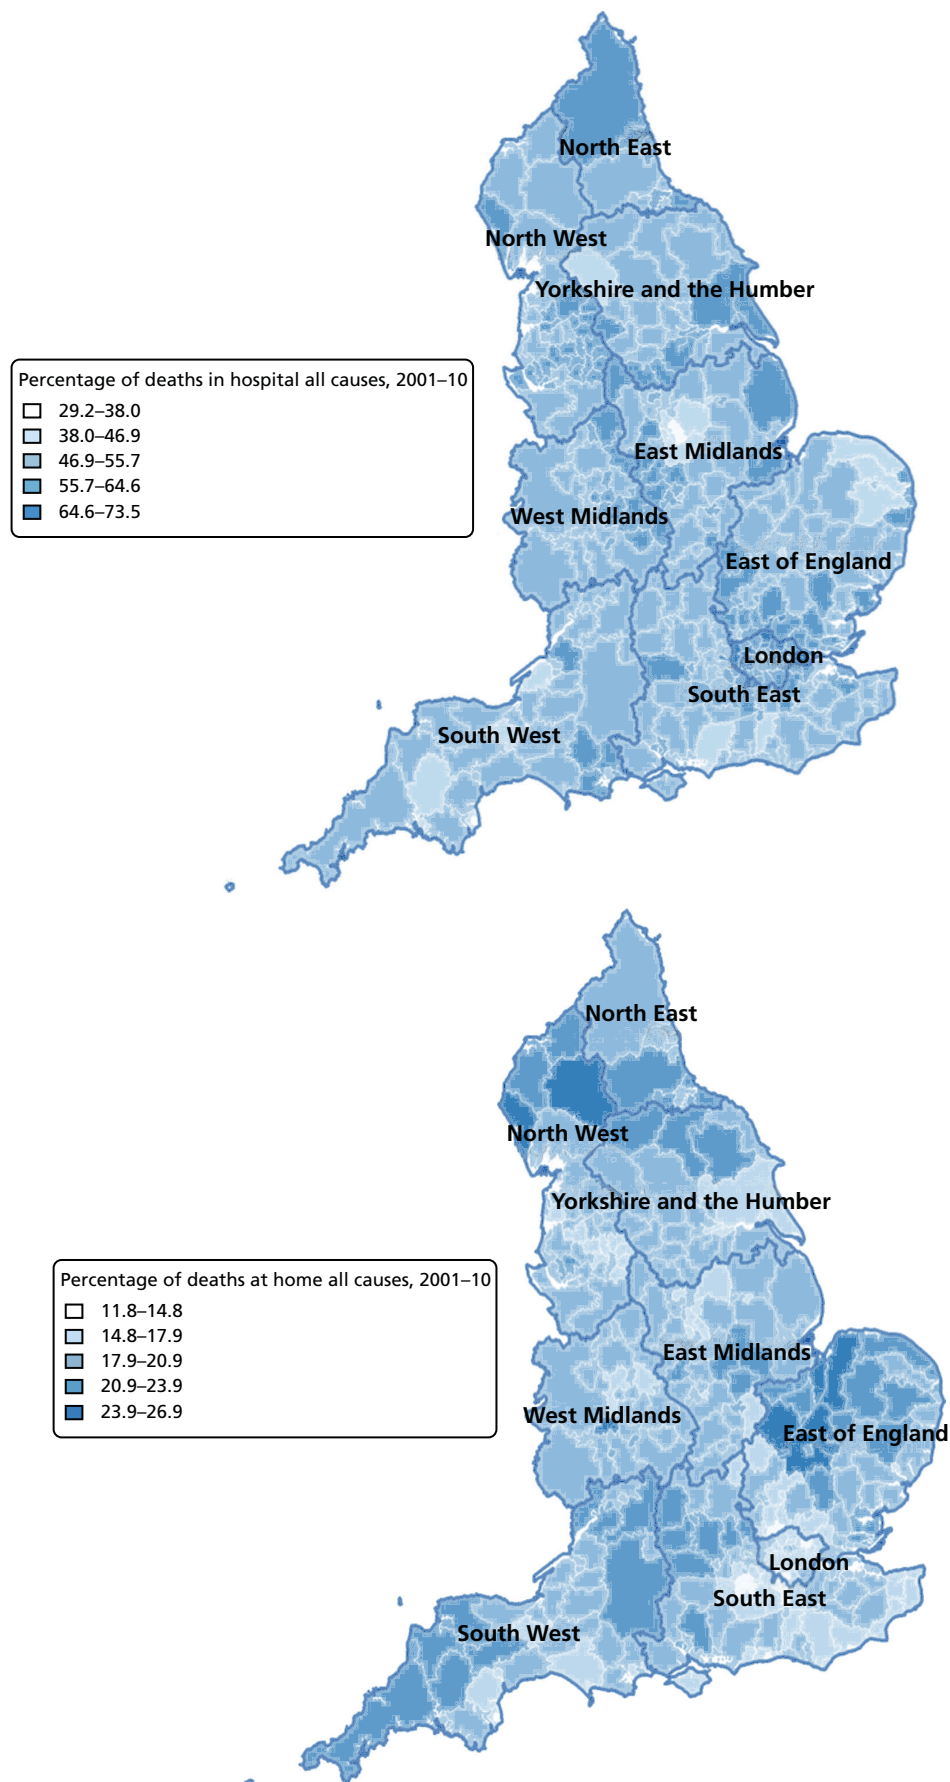 North East
North West
Yorkshire and the Humber
Percentage of deaths in hospital all causes, 2001–10
29.2–38.0
38.0–46.9
46.9–55.7
55.7–64.6
64.6–73.5
East Midlands
West Midlands
East of England
London
South East
South West
North East
North West
Yorkshire and the Humber
Percentage of deaths at home all causes, 2001–10
11.8–14.8
14.8–17.9
17.9–20.9
20.9–23.9
23.9–26.9
East Midlands
West Midlands
East of England
London
South East
South West